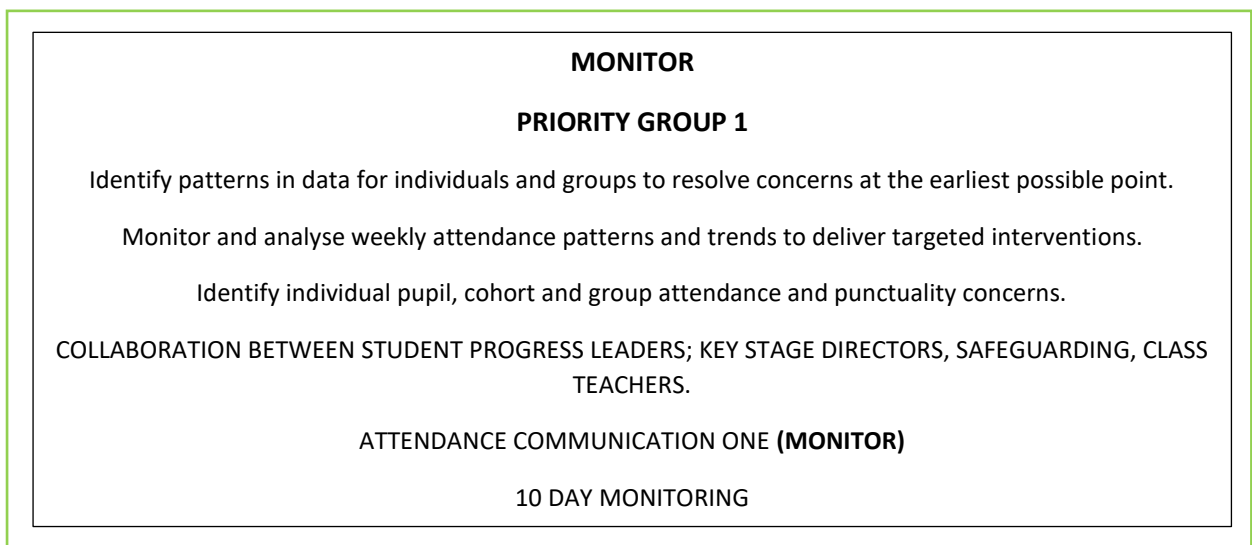 MONITOR
PRIORITY GROUP 1
Identify patterns in data for individuals and groups to resolve concerns at the earliest possible point.
Monitor and analyse weekly attendance patterns and trends to deliver targeted interventions.
Identify individual pupil, cohort and group attendance and punctuality concerns.
COLLABORATION BETWEEN STUDENT PROGRESS LEADERS; KEY STAGE DIRECTORS, SAFEGUARDING, CLASS
TEACHERS.
ATTENDANCE COMMUNICATION ONE (MONITOR)
10 DAY MONITORING